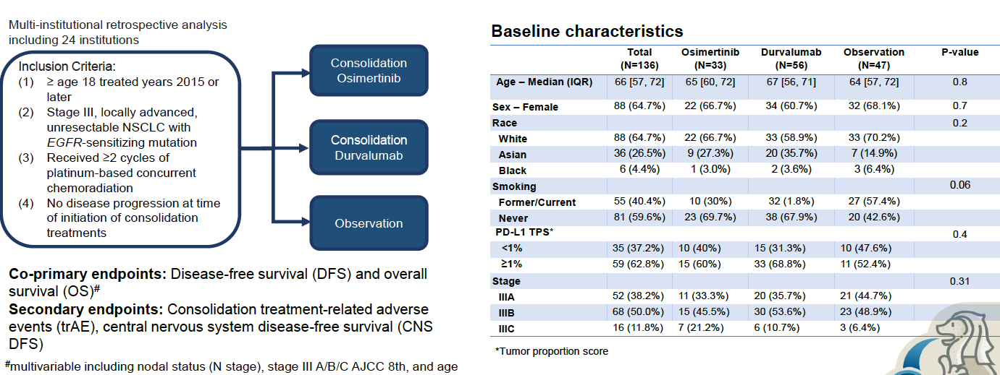 Multi-institutional retrospective analysis
including 24 institutions
Inclusion Criteria:
(1) ≥ age 18 treated years 2015 or
later
(2) Stage III, locally advanced,
unresectable NSCLC with
EGFR-sensitizing mutation
(3) Received ≥2 cycles of
platinum-based concurrent
chemoradiation
(4) No disease progression at time
of initiation of consolidation
treatments
Consolidation
Osimertinib
Consolidation
Durvalumab
Observation
Co-primary endpoints: Disease-free survival (DFS) and overall
survival (OS)#
Secondary endpoints: Consolidation treatment-related adverse
events (trAE), central nervous system disease-free survival (CNS
DFS)
#multivariable including nodal status (N stage), stage III A/B/C AJCC 8th, and age
Baseline characteristics
Total Osimertinib Durvalumab Observation P-value
(N=136) (N=33) (N=56) (N=47)
Age – Median (IQR) 66 [57, 72] 65 [60, 72] 67 [56, 71] 64 [57, 72] 0.8
Sex – Female 88 (64.7%) 22 (66.7%) 34 (60.7%) 32 (68.1%) 0.7
Race 0.2
White 88 (64.7%) 22 (66.7%) 33 (58.9%) 33 (70.2%)
Asian 36 (26.5%) 9 (27.3%) 20 (35.7%) 7 (14.9%)
Black 6 (4.4%) 1 (3.0%) 2 (3.6%) 3 (6.4%)
Smoking 0.06
Former/Current 55 (40.4%) 10 (30%) 32 (1.8%) 27 (57.4%)
Never 81 (59.6%) 23 (69.7%) 38 (67.9%) 20 (42.6%)
PD-L1 TPS* 0.4
<1% 35 (37.2%) 10 (40%) 15 (31.3%) 10 (47.6%)
≥1% 59 (62.8%) 15 (60%) 33 (68.8%) 11 (52.4%)
Stage 0.31
IIIA 52 (38.2%) 11 (33.3%) 20 (35.7%) 21 (44.7%)
IIIB 68 (50.0%) 15 (45.5%) 30 (53.6%) 23 (48.9%)
IIIC 16 (11.8%) 7 (21.2%) 6 (10.7%) 3 (6.4%)
*Tumor proportion score